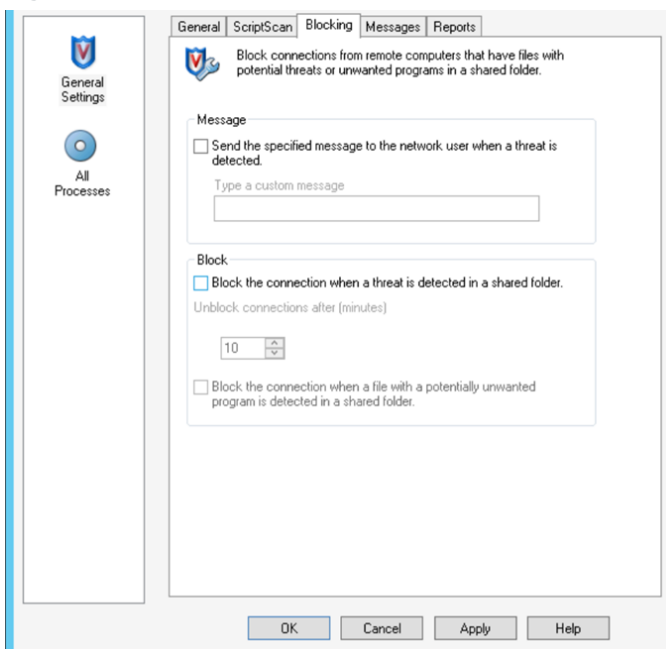 General ScriptScan Blocking Messages Reports
General
Settings
All
Processes
Block connections from remote computers that have files with
potential threats or unwanted programs in a shared folder.
Message
Send the specified message to the network user when a threat is
detected.
Type a custom message
Block
Block the connection when a threat is detected in a shared folder.
Unblock connections after (minutes)
10
Block the connection when a file with a potentially unwanted
program is detected in a shared folder.
OK Cancel Apply Help